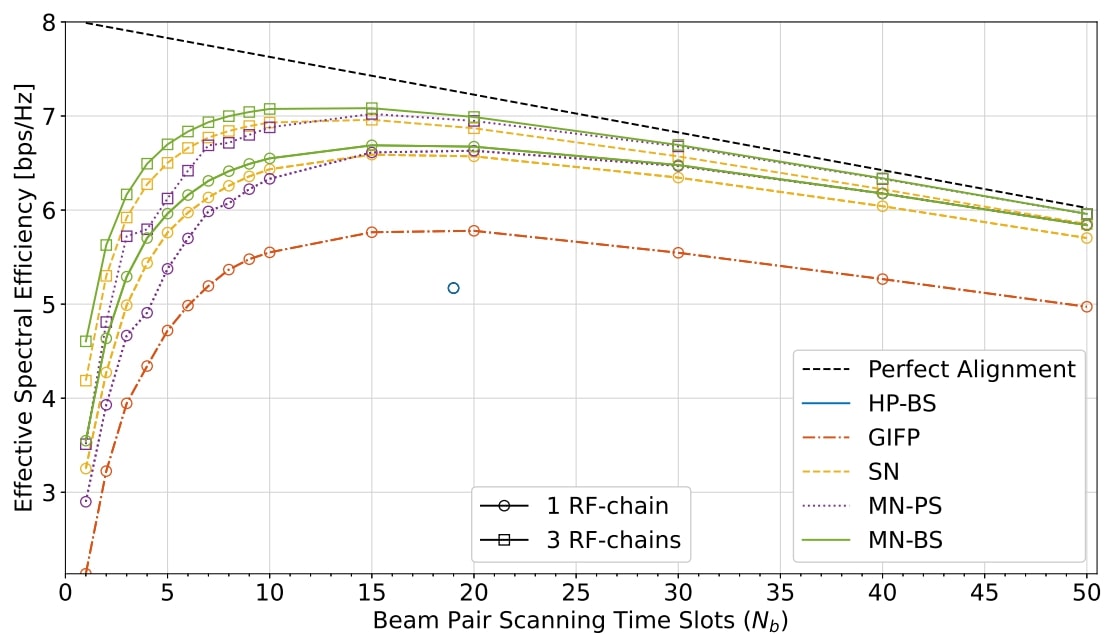 8
7
6
5
4
3
Effective Spectral Efficiency [bps/Hz]
Perfect Alignment
HP-BS
GIFP
SN
MN-PS
MN-BS
1 RF-chain
3 RF-chains
0 5 10 15 20 25 30 35 40 45 50
Beam Pair Scanning Time Slots (N_b)